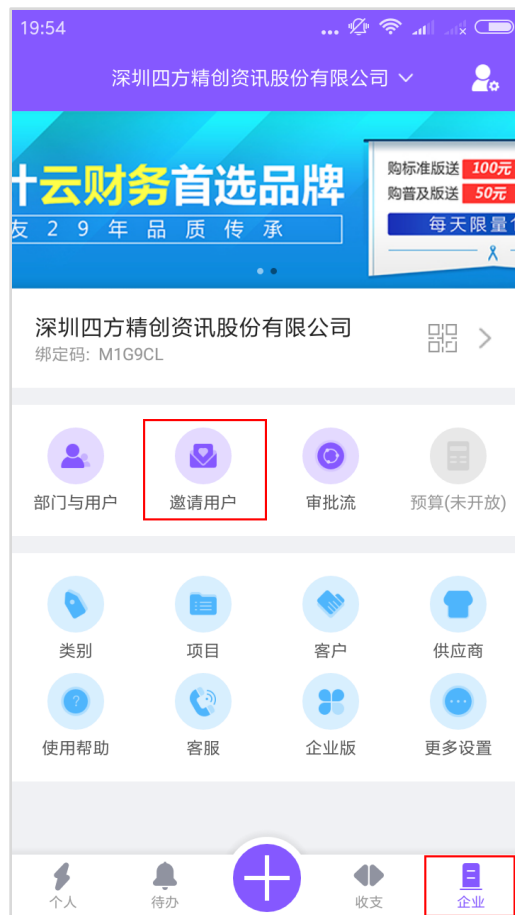 19:54
深圳四方精创资讯股份有限公司
云财务首选品牌
友29年品质传承
购标准版送 100元
购普及版送 50元
每天限量
深圳四方精创资讯股份有限公司
绑定码: M1G9CL
部门与用户
邀请用户
审批流
预算(未开放)
类别
项目
客户
供应商
使用帮助
客服
企业版
更多设置
个人
待办
收支
企业